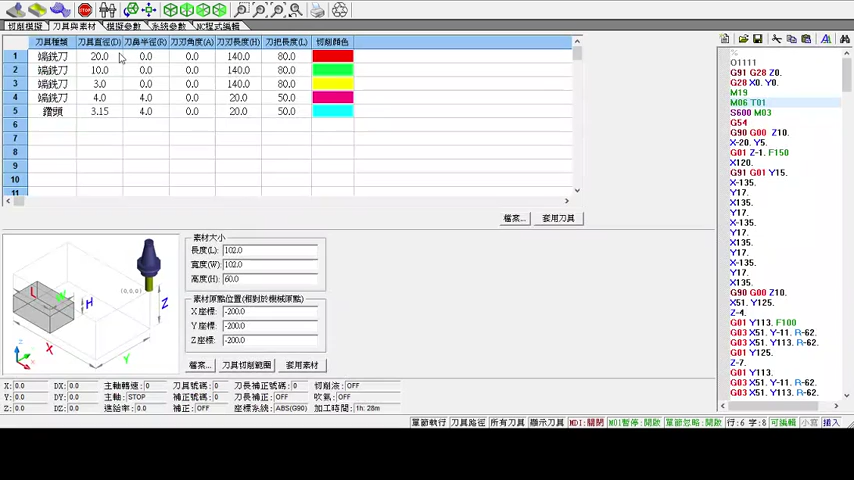 切削模擬 刀具與素材 模擬參數 系統參數 NC程式編輯
刀具種類 刀具直徑(D) 刀鼻半徑(R) 刀刃角度(A) 刀刃長度(H) 刀把長度(L) 切削顏色
1 端銑刀 20.0 0.0 0.0 140.0 80.0
2 端銑刀 10.0 0.0 0.0 140.0 80.0
3 端銑刀 3.0 0.0 0.0 140.0 80.0
4 端銑刀 4.0 4.0 0.0 20.0 50.0
5 鑽頭 3.15 4.0 0.0 20.0 50.0
6
7
8
9
10
11
檔案... 套用刀具
素材大小
長度(L): 102.0
寬度(W): 102.0
高度(H): 60.0
素材原點位置(相對於機械原點)
X座標: -200.0
Y座標: -200.0
Z座標: -200.0
檔案... 刀具切削範圍 套用素材
(0,0,0)
L W H Z
X Y
z y x
X: 0.0 DX: 0.0 主軸轉速: 0 刀具號碼: 0 刀長補正號碼: 0 切削液: OFF
Y: 0.0 DY: 0.0 主軸: STOP 補正號碼: 0 刀長補正: OFF 吹氣: OFF
Z: 0.0 DZ: 0.0 進給率: 0.0 補正: OFF 座標系統: ABS(G90) 加工時間: 1h: 28m
單節執行 刀具路徑 所有刀具 顯示刀具 MDI:關閉 M01暫停:開啟 單節忽略:開啟 行:6 字:8 可編輯 小寫 插入
%
O1111
G91 G28 Z0.
G28 X0. Y0.
M19
M06 T01
S600 M03
G54
G90 G00 Z10.
X-20. Y5.
G01 Z-1. F150
X120.
G91 G01 Y15.
X-135.
Y17.
X135.
Y17.
X-135.
Y17.
X135.
Y17.
X-135.
Y17.
X135.
G90 G00 Z10.
X51. Y125.
Z-4.
G01 Y113. F100
G03 X51. Y-11. R-62.
G03 X51. Y113. R-62.
G01 Y125.
Z-7.
G01 Y113.
G03 X51. Y-11. R-62.
G03 X51. Y113. R-62.